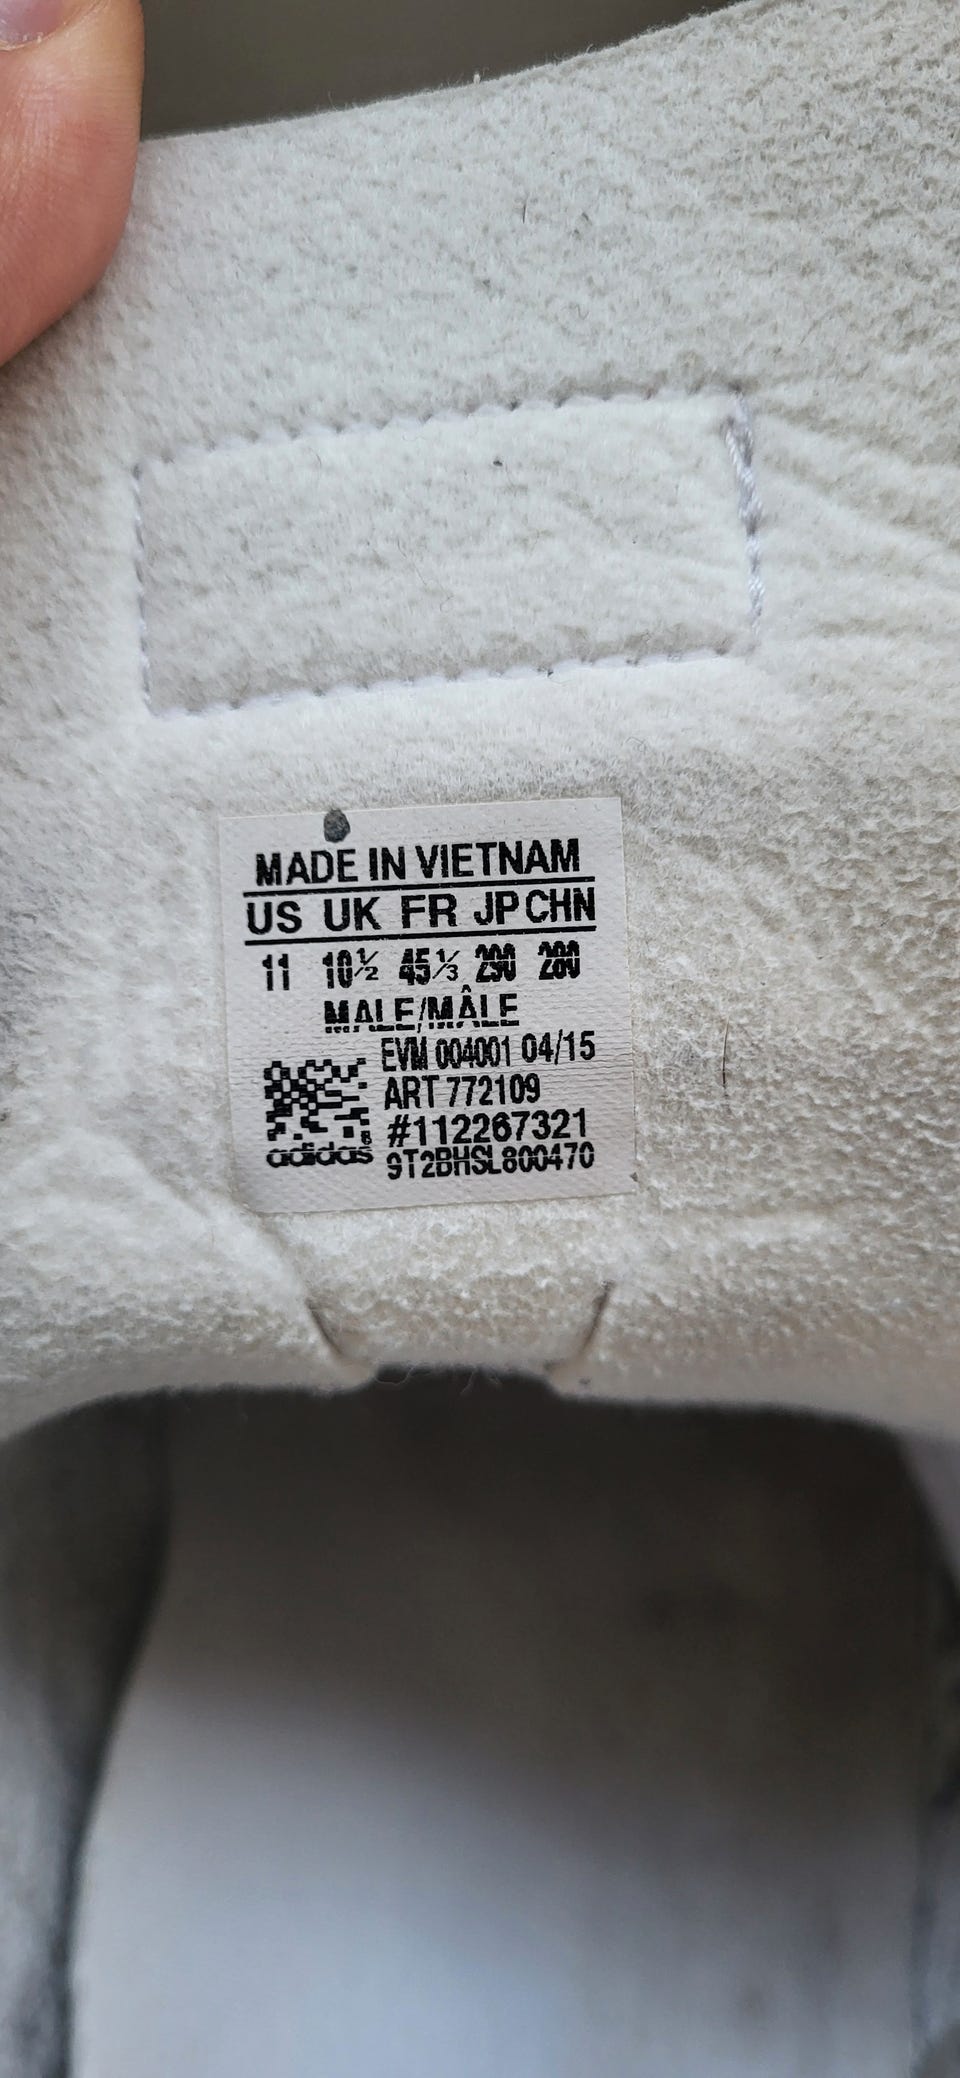 MADE IN VIETNAM
US UK FR JP CHN
11 10½ 45⅓ 290 280
MALE/MÂLE
EVM 004001 04/15
ART 772109
#112267321
adidas 9T2BHSL800470